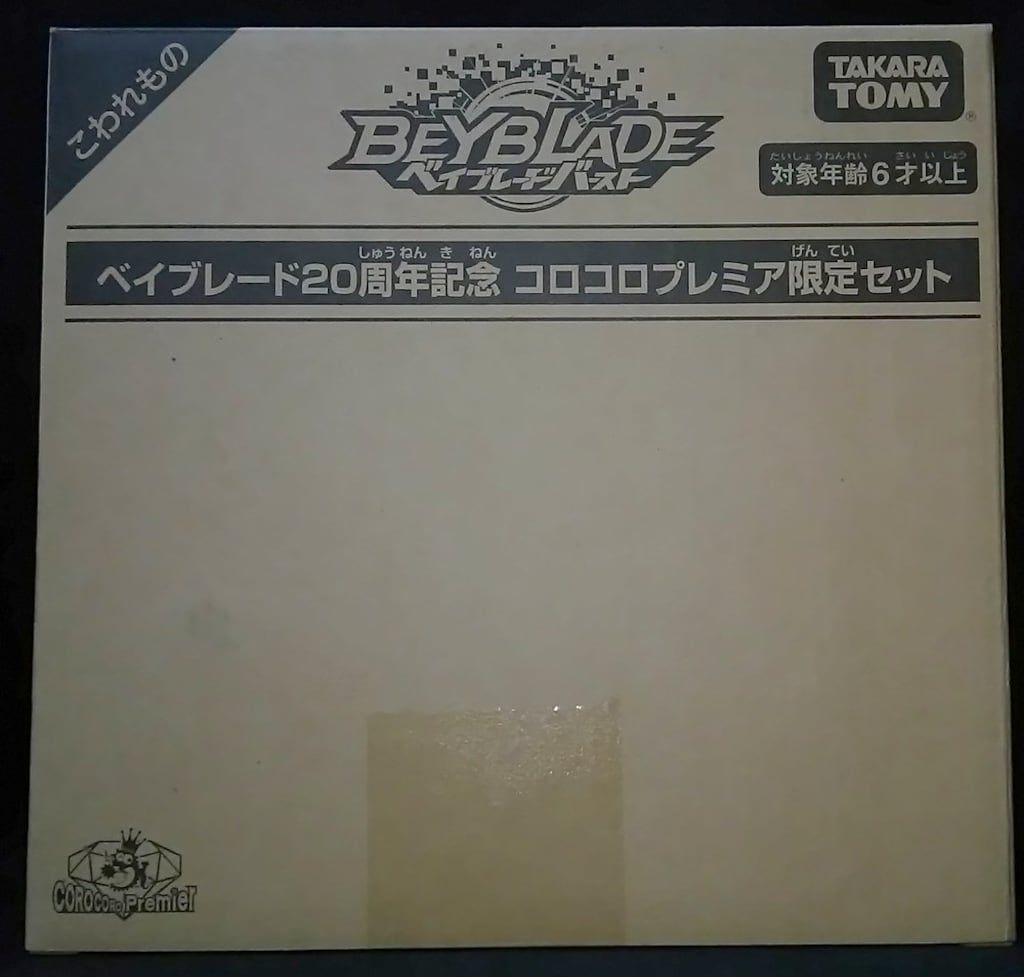 こわれもの
BEYBLADE
ベイブレードバースト
TAKARA
TOMY
®
たいしょうねんれい さい いじょう
対象年齢6才以上
しゅうねん き ねん げん てい
ベイブレード20周年記念 コロコロプレミア限定セット
COROCORO Premier